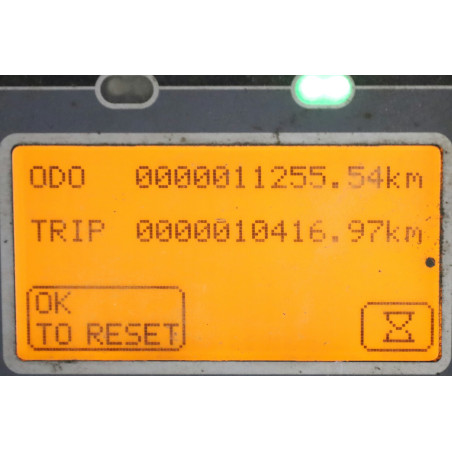 ODO 0000011255.54km
TRIP 0000010416.97km
OK
TO RESET